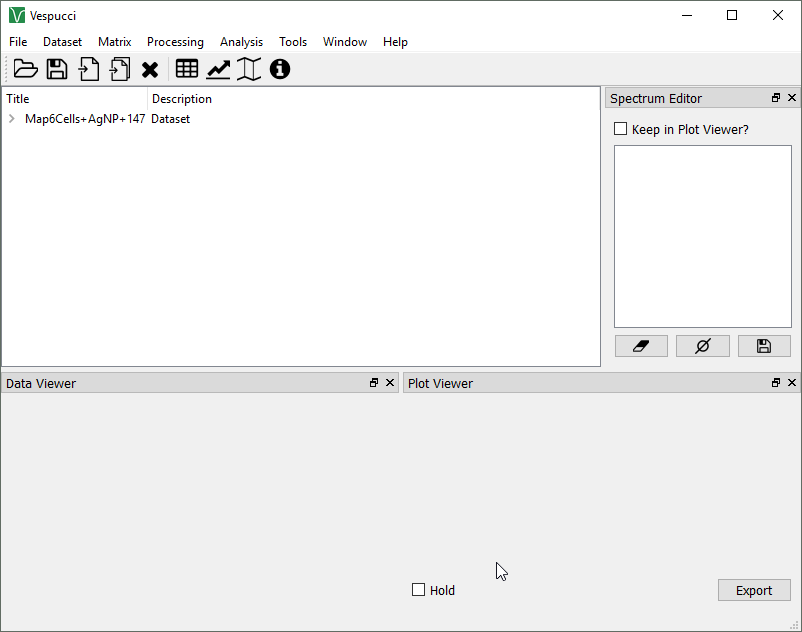 Vespucci
File Dataset Matrix Processing Analysis Tools Window Help
Title Description
Map6Cells+AgNP+147 Dataset
Spectrum Editor
Keep in Plot Viewer?
Data Viewer
Plot Viewer
Hold
Export